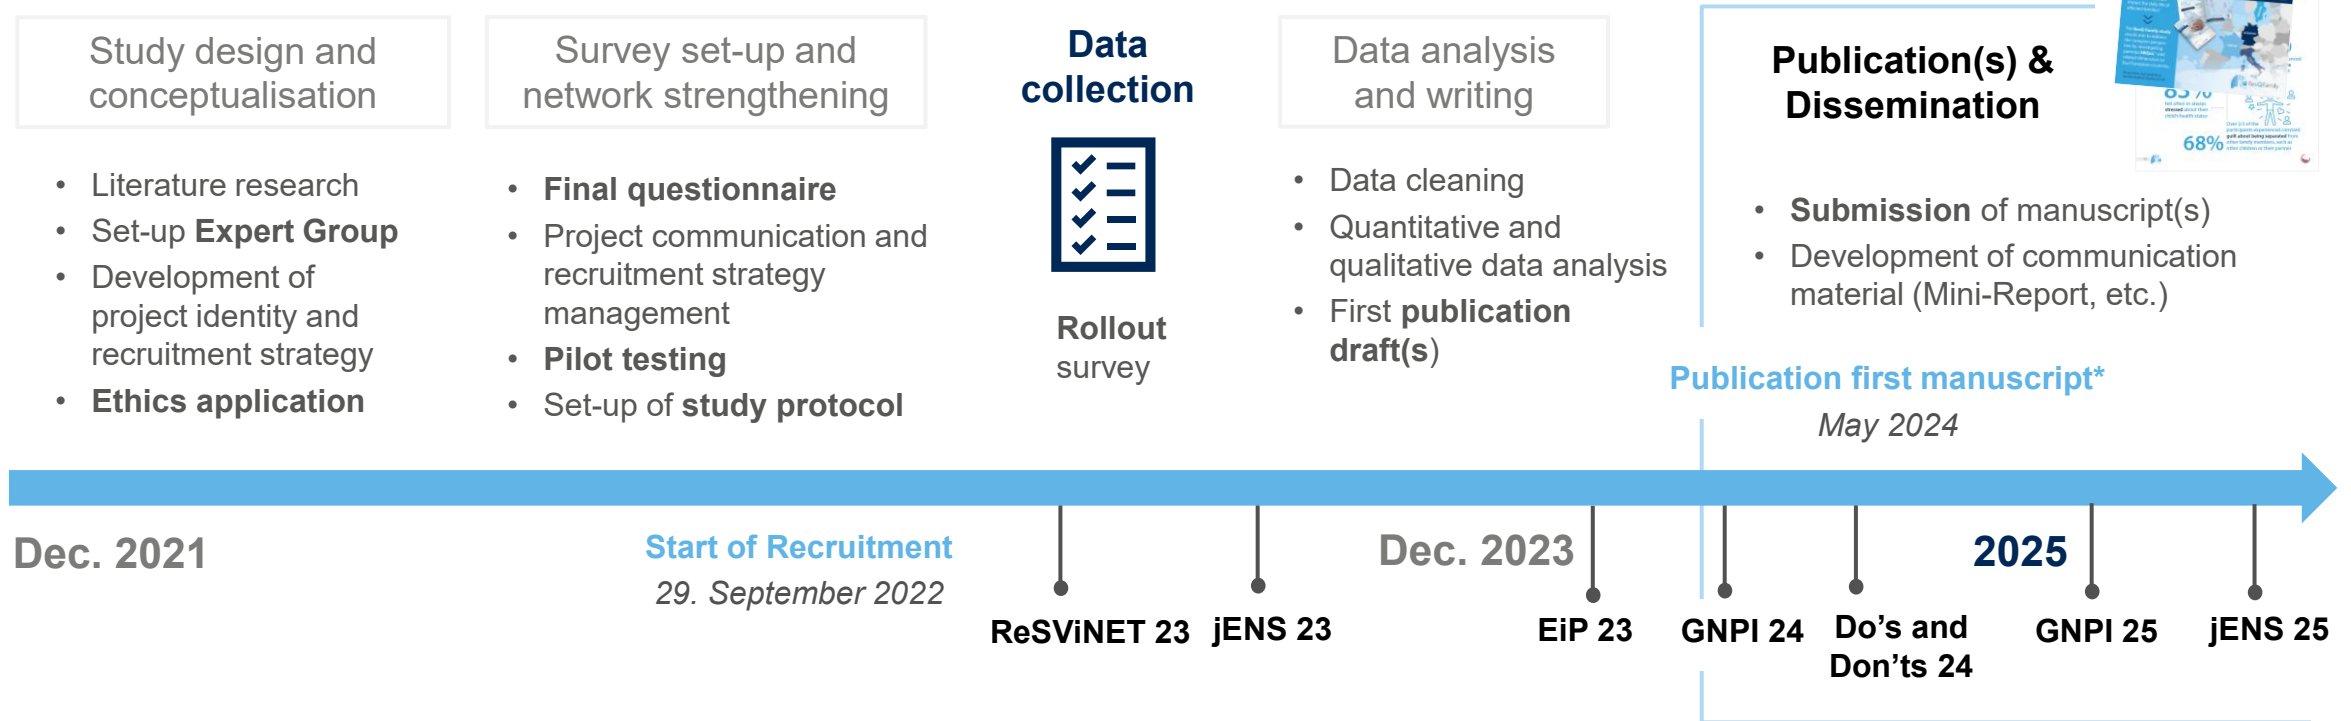 Study design and
conceptualisation
• Literature research
• Set-up Expert Group
• Development of
project identity and
recruitment strategy
• Ethics application
Survey set-up and
network strengthening
• Final questionnaire
• Project communication and
recruitment strategy
management
• Pilot testing
• Set-up of study protocol
Data
collection
Rollout
survey
Data analysis
and writing
• Data cleaning
• Quantitative and
qualitative data analysis
• First publication
draft(s)
Publication(s) &
Dissemination
68%
• Submission of manuscript(s)
• Development of communication
material (Mini-Report, etc.)
Publication first manuscript*
May 2024
Dec. 2021
Start of Recruitment
29. September 2022
Dec. 2023
2025
ReSViNET 23
jENS 23
EiP 23
GNPI 24
Do’s and
Don’ts 24
GNPI 25
jENS 25